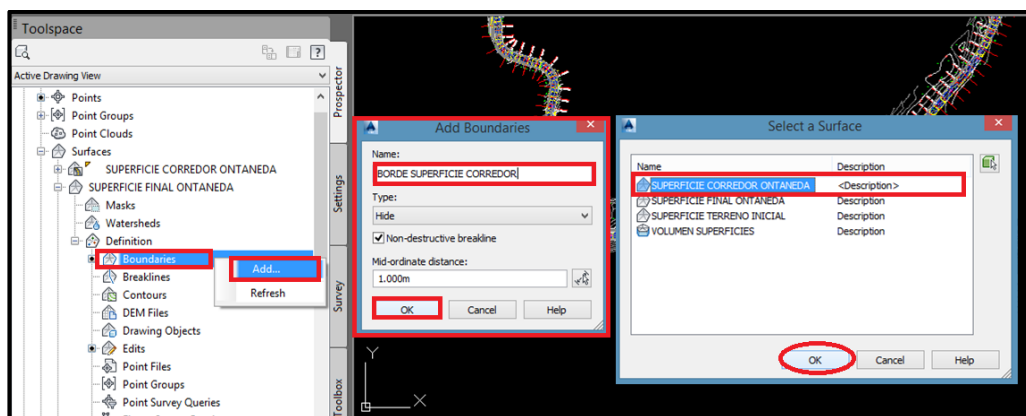 Toolspace
Active Drawing View
Points
Point Groups
Point Clouds
Surfaces
SUPERFICIE CORREDOR ONTANEDA
SUPERFICIE FINAL ONTANEDA
Masks
Watersheds
Definition
Boundaries
Breaklines
Contours
DEM Files
Drawing Objects
Edits
Point Files
Point Groups
Point Survey Queries
Add...
Refresh
Prospector
Settings
Survey
Toolbox
Add Boundaries
Name:
BORDE SUPERFICIE CORREDOR
Type:
Hide
Non-destructive breakline
Mid-ordinate distance:
1.000m
OK Cancel Help
Y
X
Select a Surface
Name Description
SUPERFICIE CORREDOR ONTANEDA <Description>
SUPERFICIE FINAL ONTANEDA Description
SUPERFICIE TERRENO INICIAL Description
VOLUMEN SUPERFICIES Description
OK Cancel Help